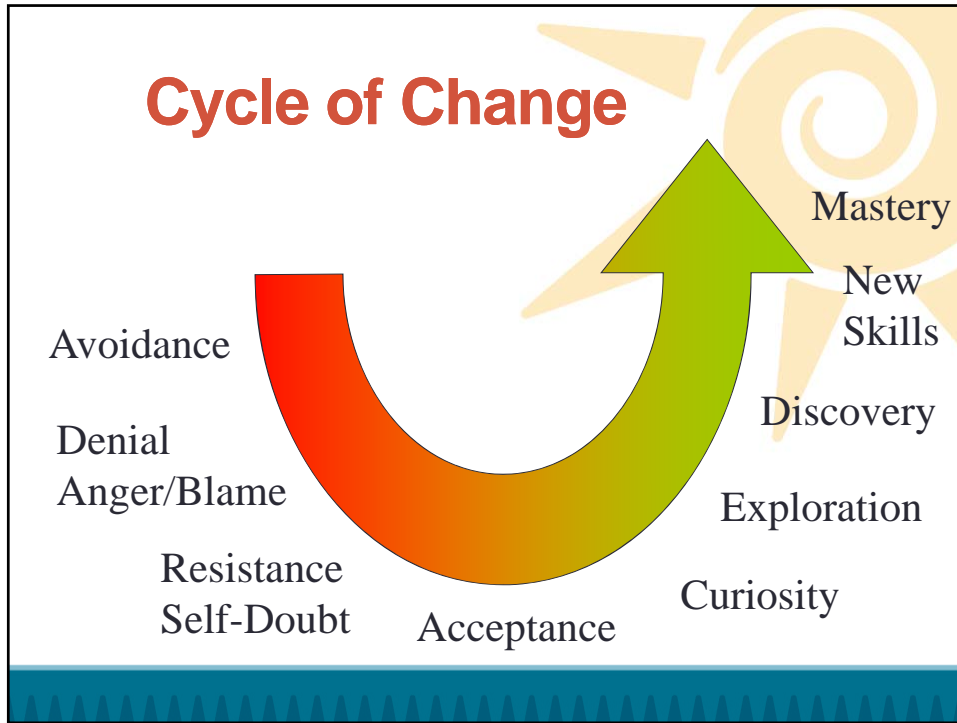 Cycle of Change
Avoidance
Denial
Anger/Blame
Resistance
Self-Doubt
Acceptance
Curiosity
Exploration
Discovery
New
Skills
Mastery